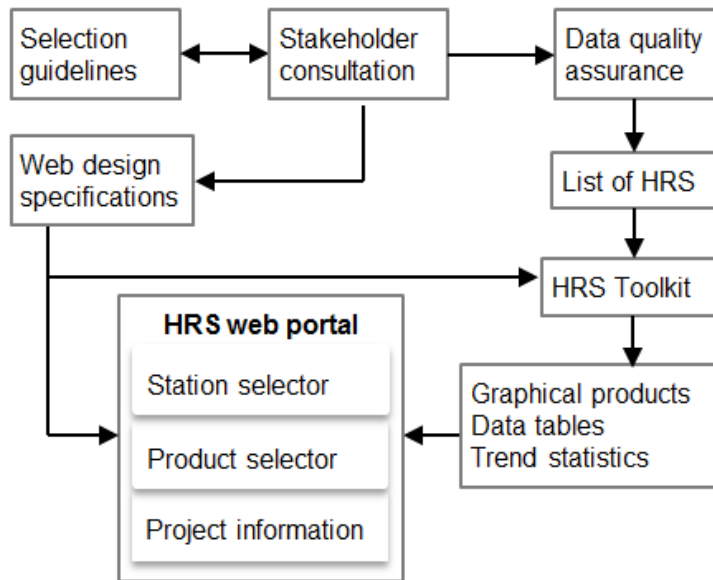 Selection
guidelines
Stakeholder
consultation
Data quality
assurance
Web design
specifications
List of HRS
HRS Toolkit
HRS web portal
Station selector
Product selector
Project information
Graphical products
Data tables
Trend statistics